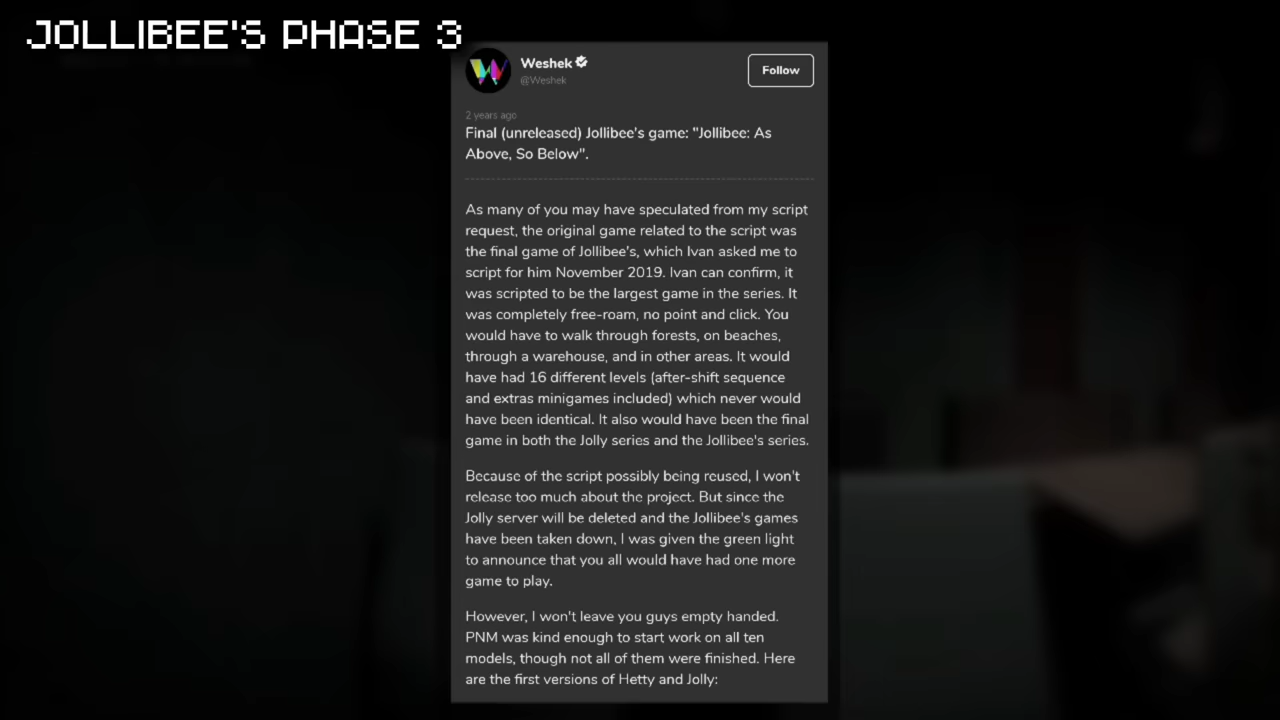 JOLLIBEE'S PHASE 3
Weshek
@Weshek
Follow
2 years ago
Final (unreleased) Jollibee's game: "Jollibee: As
Above, So Below".
As many of you may have speculated from my script
request, the original game related to the script was
the final game of Jollibee's, which Ivan asked me to
script for him November 2019. Ivan can confirm, it
was scripted to be the largest game in the series. It
was completely free-roam, no point and click. You
would have to walk through forests, on beaches,
through a warehouse, and in other areas. It would
have had 16 different levels (after-shift sequence
and extras minigames included) which never would
have been identical. It also would have been the final
game in both the Jolly series and the Jollibee's series.
Because of the script possibly being reused, I won't
release too much about the project. But since the
Jolly server will be deleted and the Jollibee's games
have been taken down, I was given the green light
to announce that you all would have had one more
game to play.
However, I won't leave you guys empty handed.
PNM was kind enough to start work on all ten
models, though not all of them were finished. Here
are the first versions of Hetty and Jolly: